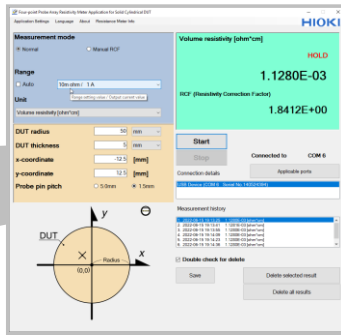 Four-point Probe Array Resistivity Meter Application for Solid Cylindrical DUT
Application Settings Language About Resistance Meter Info
HIOKI
Measurement mode
Normal
Manual RCF
Range
Auto
10m ohm / 1 A
Range setting value / Output current value
Unit
Volume resistivity [ohm*cm]
DUT radius
50
mm
DUT thickness
5
mm
x-coordinate
-12.5
[mm]
y-coordinate
12.5
[mm]
Probe pin pitch
5.0mm
1.5mm
y
DUT
Radius
x
(0,0)
Volume resistivity [ohm*cm]
HOLD
1.1280E-03
RCF (Resistivity Correction Factor)
1.8412E+00
Start
Stop
Connected to
COM 6
Connection details
Applicable ports
Measurement history
Double check for delete
Save
Delete selected result
Delete all results